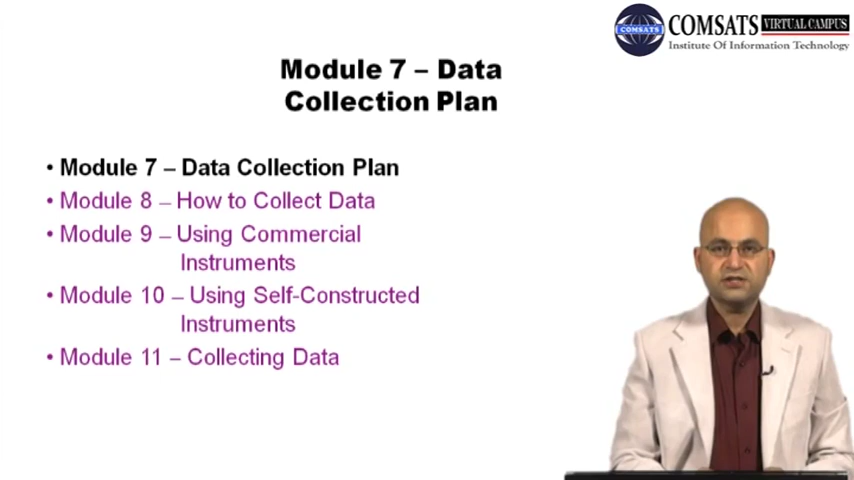 COMSATS VIRTUAL CAMPUS
COMSATS
Institute Of Information Technology
Module 7 – Data
Collection Plan
• Module 7 – Data Collection Plan
• Module 8 – How to Collect Data
• Module 9 – Using Commercial
Instruments
• Module 10 – Using Self-Constructed
Instruments
• Module 11 – Collecting Data